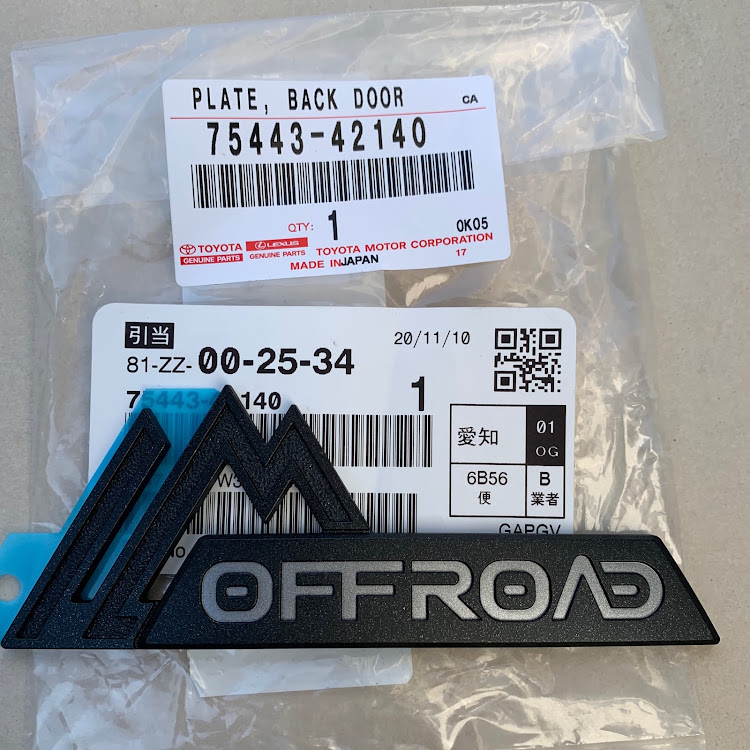 PLATE, BACK DOOR
CA
75443-42140
QTY: 1
0K05
TOYOTA
GENUINE PARTS
LEXUS
GENUINE PARTS
TOYOTA MOTOR CORPORATION
MADE IN JAPAN
17
引当
20/11/10
81-ZZ-00-25-34
140
1
愛知
01
OG
6B56
便
B
業者
GAPGV
OFFROAD